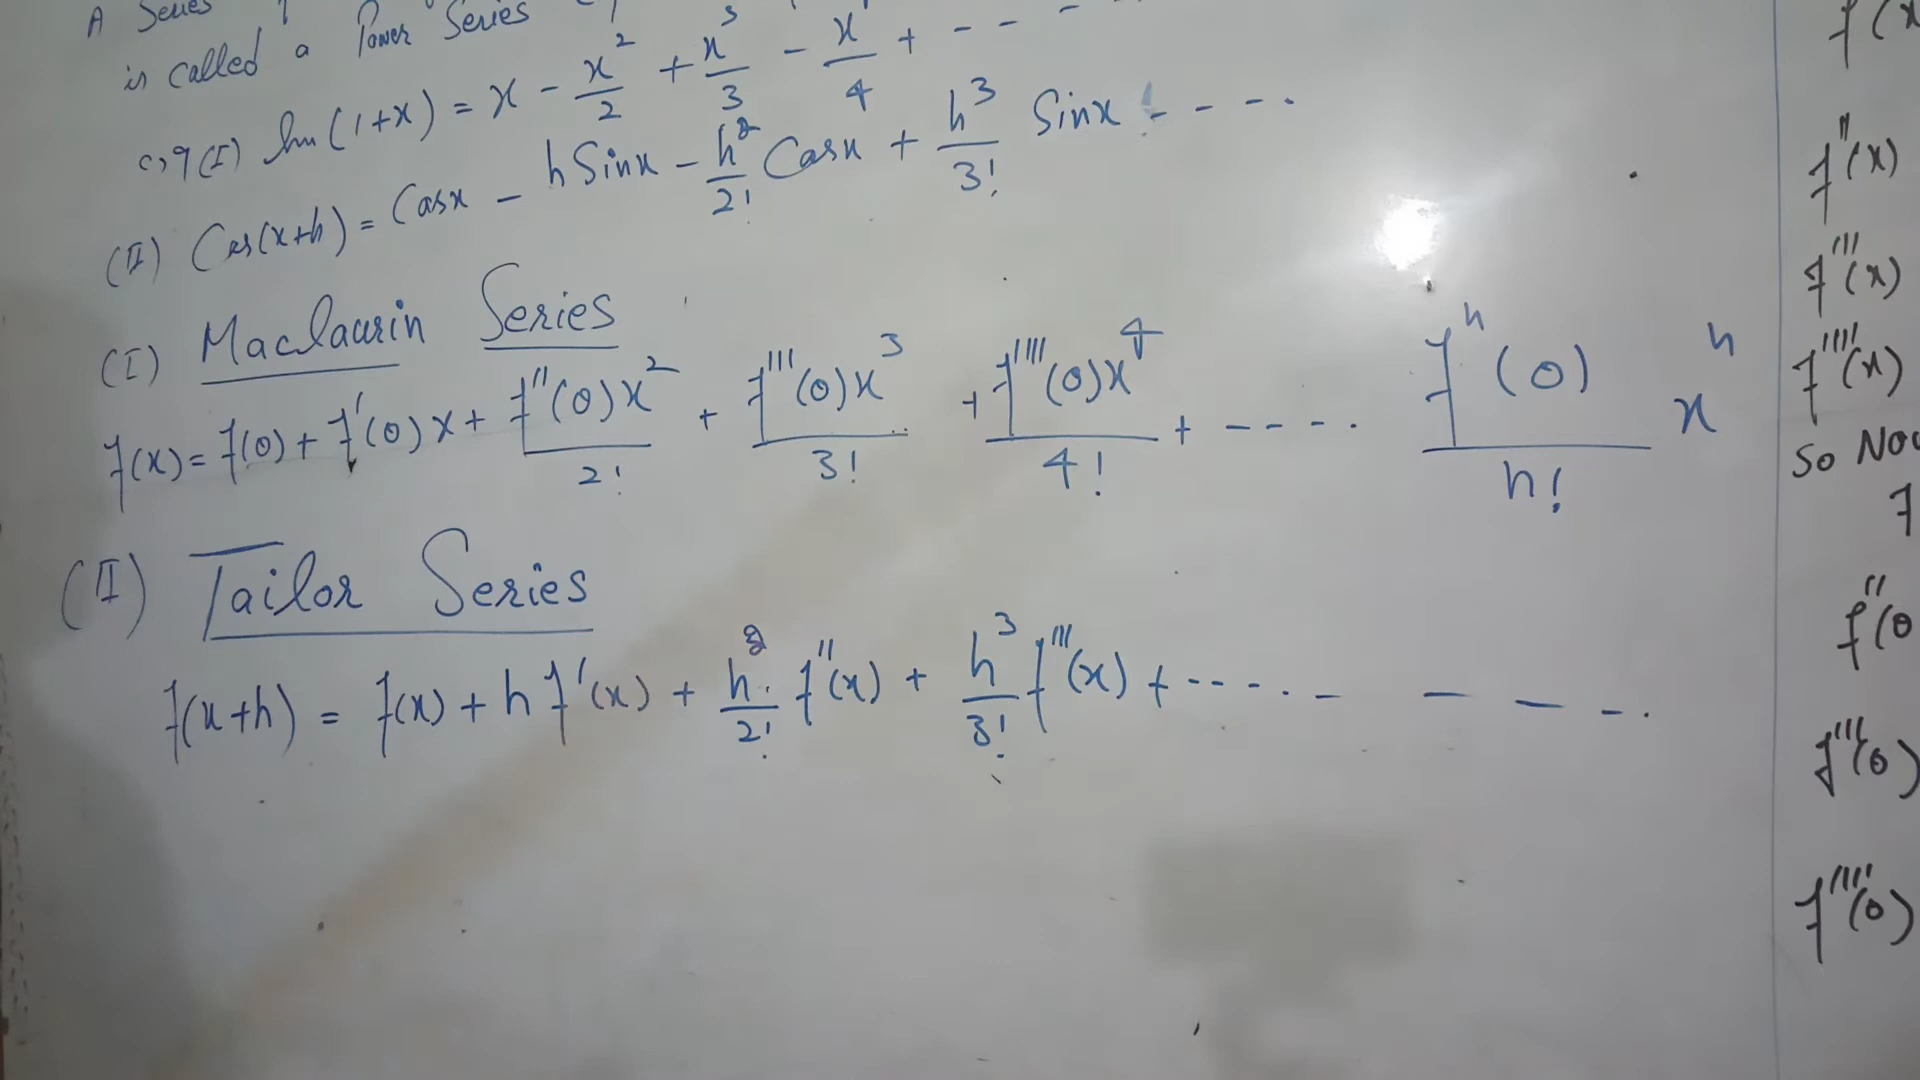 A Series
is called a Power Series
e.g (I) ln(1+x) = x - x²/2 + x³/3 - x/4 + - - -
(II) Cos(x+h) = Cosx - hSinx - h²/2! Cosx + h³/3! Sinx - - - -
(I) Maclaurin Series
f(x) = f(0) + f'(0)x + f''(0)x²/2! + f'''(0)x³/3! + f''''(0)x⁴/4! + - - - - . fⁿ(0)/n! xⁿ
(II) Tailor Series
f(x+h) = f(x) + h f'(x) + h²/2! f''(x) + h³/3! f'''(x) + - - - - . - - - - .
f''(x)
f'''(x)
f''''(x)
So
f''(0
f'''(0)
f''''(0)